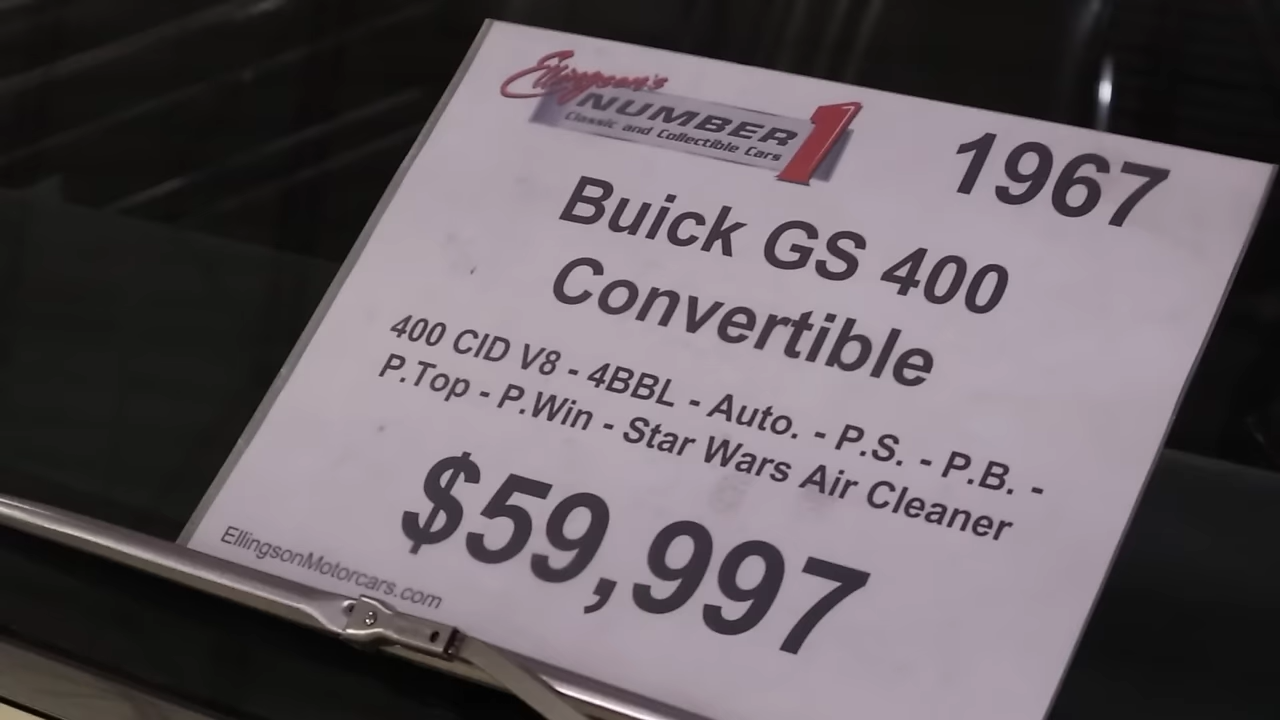 Ellingson's
NUMBER 1
Classic and Collectible Cars
1967
Buick GS 400
Convertible
400 CID V8 - 4BBL - Auto. - P.S. - P.B. -
P.Top - P.Win - Star Wars Air Cleaner
$59,997
EllingsonMotorcars.com